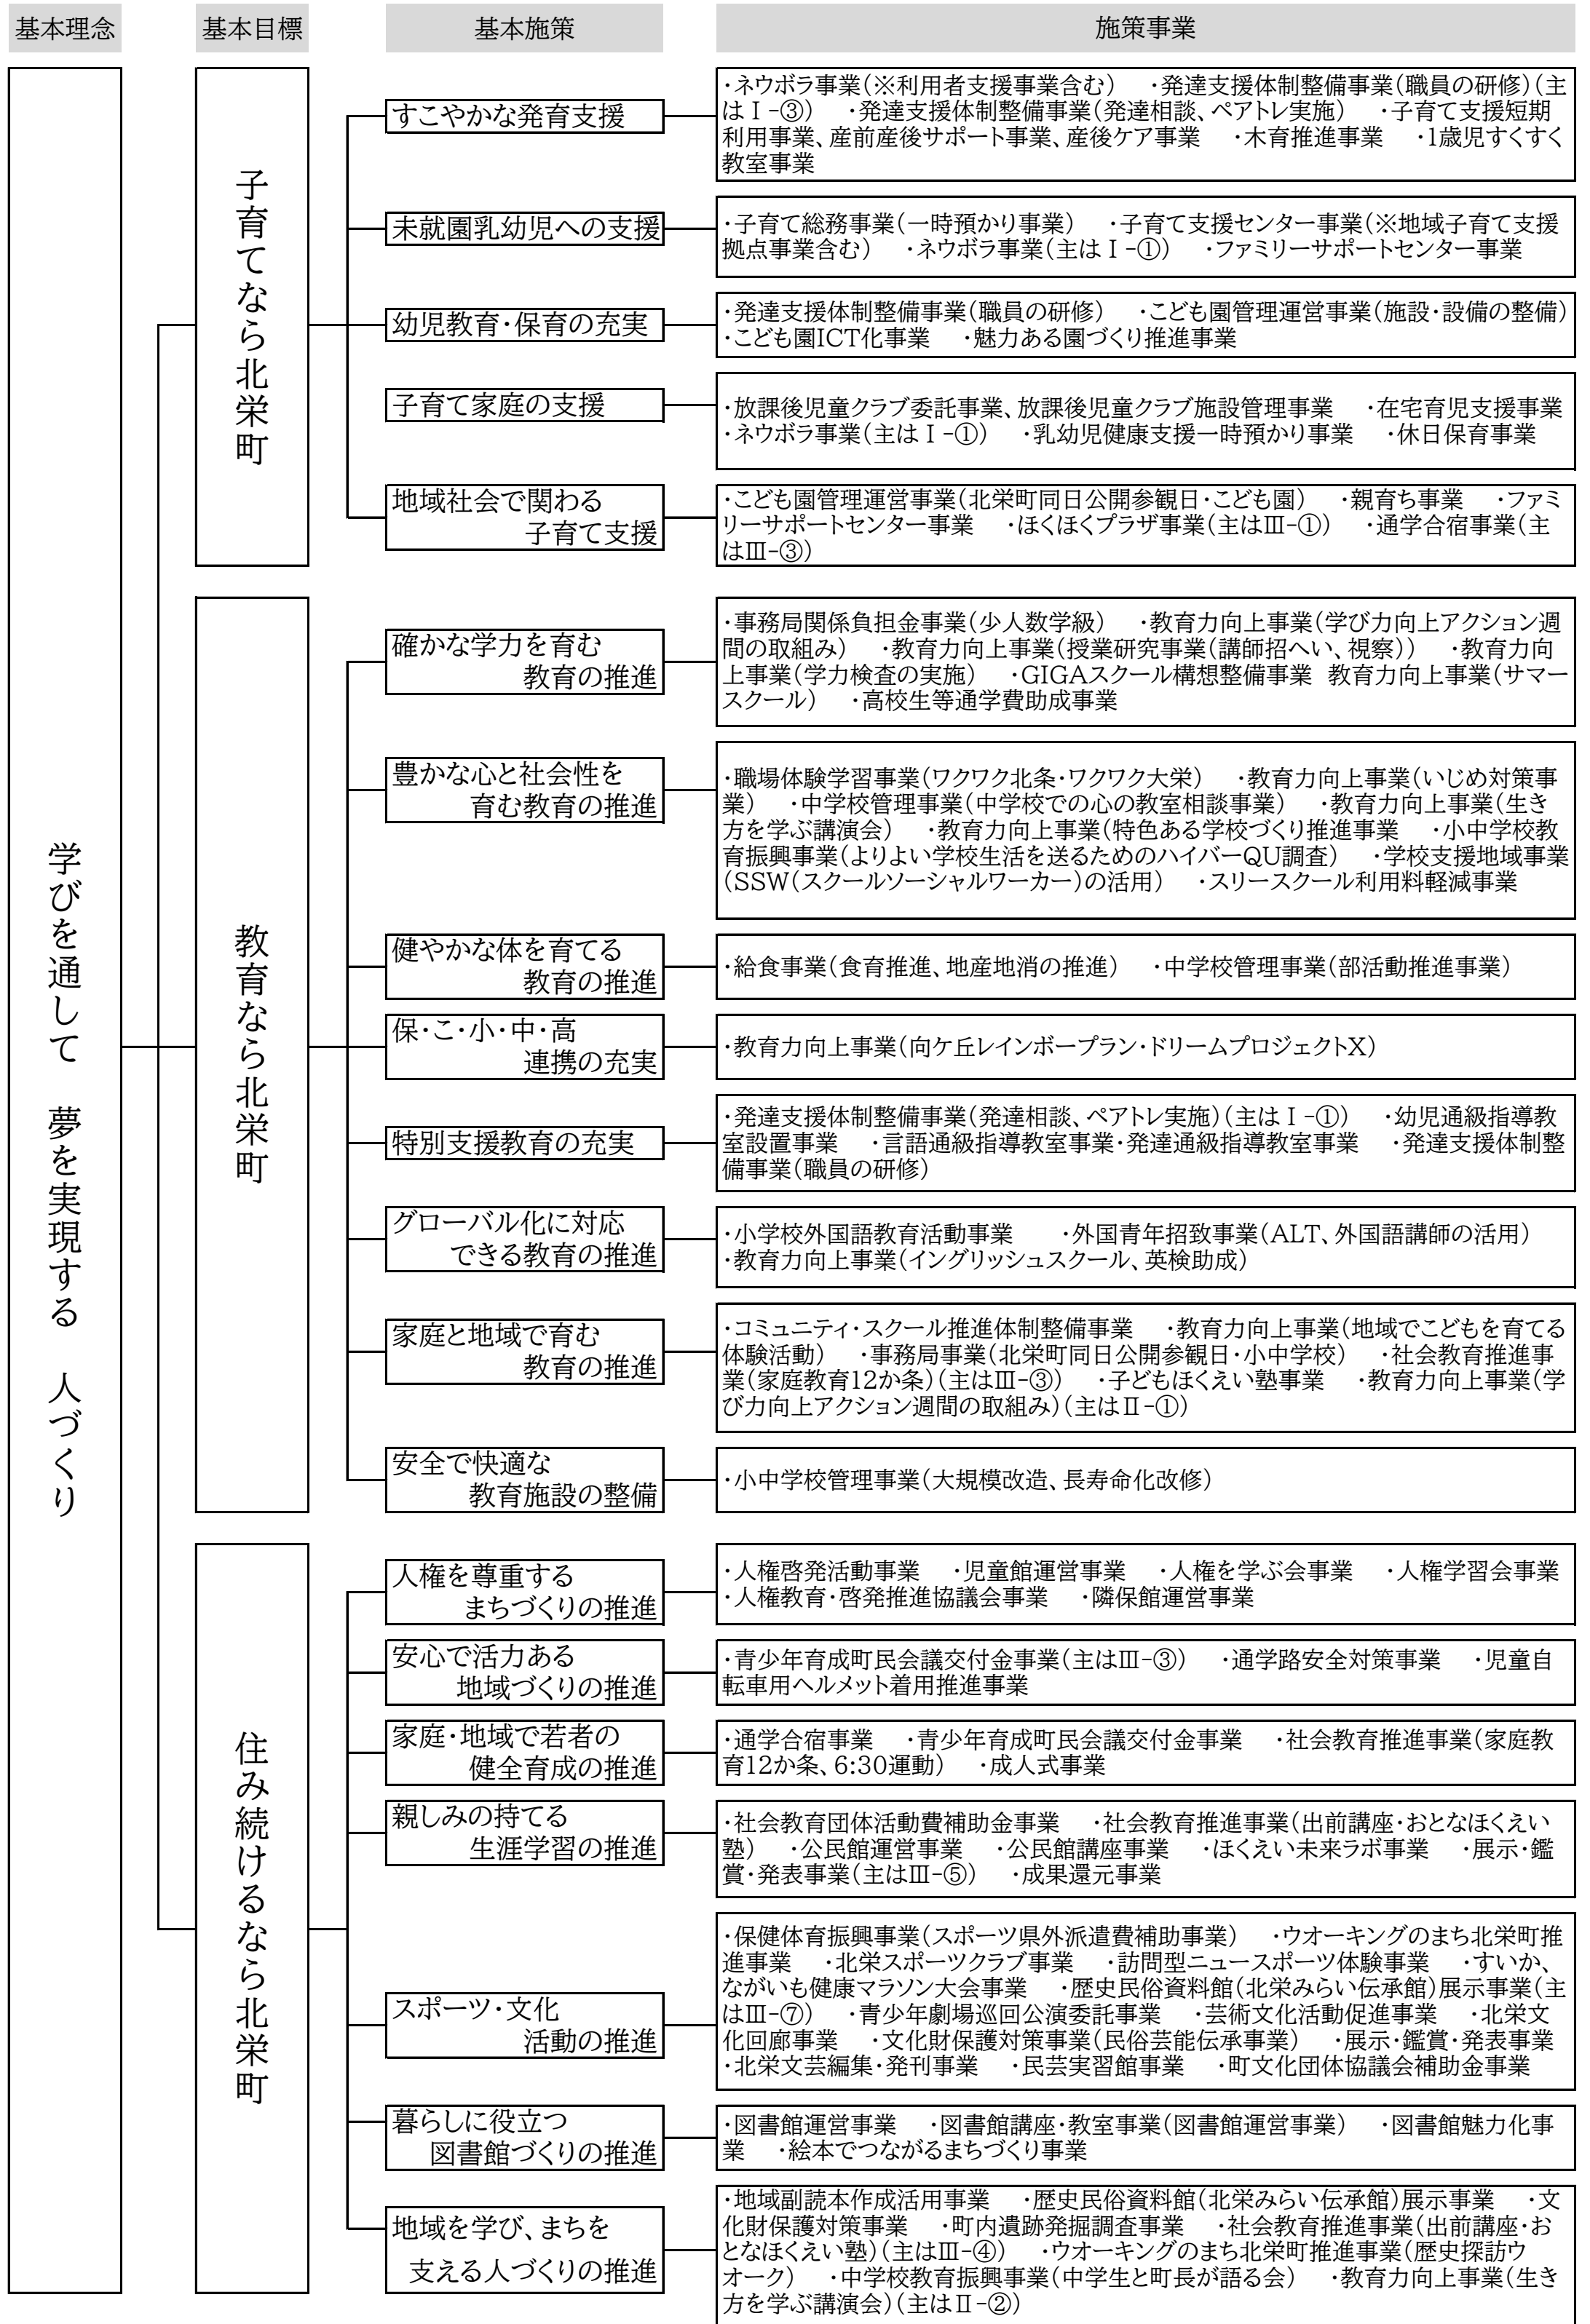 基本理念
基本目標
基本施策
施策事業
学びを通して 夢を実現する 人づくり
子育てなら北栄町
すこやかな発育支援
・ネウボラ事業（※利用者支援事業含む） ・発達支援体制整備事業（職員の研修）（主
はⅠ-③） ・発達支援体制整備事業（発達相談、ペアトレ実施） ・子育て支援短期
利用事業、産前産後サポート事業、産後ケア事業 ・木育推進事業 ・1歳児すくすく
教室事業
未就園乳幼児への支援
・子育て総務事業（一時預かり事業） ・子育て支援センター事業（※地域子育て支援
拠点事業含む） ・ネウボラ事業（主はⅠ-①） ・ファミリーサポートセンター事業
幼児教育・保育の充実
・発達支援体制整備事業（職員の研修） ・こども園管理運営事業（施設・設備の整備）
・こども園ICT化事業 ・魅力ある園づくり推進事業
子育て家庭の支援
・放課後児童クラブ委託事業、放課後児童クラブ施設管理事業 ・在宅育児支援事業
・ネウボラ事業（主はⅠ-①） ・乳幼児健康支援一時預かり事業 ・休日保育事業
地域社会で関わる
子育て支援
・こども園管理運営事業（北栄町同日公開参観日・こども園） ・親育ち事業 ・ファミ
リーサポートセンター事業 ・ほくほくプラザ事業（主はⅢ-①） ・通学合宿事業（主
はⅢ-③）
教育なら北栄町
確かな学力を育む
教育の推進
・事務局関係負担金事業（少人数学級） ・教育力向上事業（学び力向上アクション週
間の取組み） ・教育力向上事業（授業研究事業（講師招へい、視察）） ・教育力向
上事業（学力検査の実施） ・GIGAスクール構想整備事業 教育力向上事業（サマー
スクール） ・高校生等通学費助成事業
豊かな心と社会性を
育む教育の推進
・職場体験学習事業（ワクワク北条・ワクワク大栄） ・教育力向上事業（いじめ対策事
業） ・中学校管理事業（中学校での心の教室相談事業） ・教育力向上事業（生き
方を学ぶ講演会） ・教育力向上事業（特色ある学校づくり推進事業 ・小中学校教
育振興事業（よりよい学校生活を送るためのハイバーQU調査） ・学校支援地域事業
（SSW（スクールソーシャルワーカー）の活用） ・スリースクール利用料軽減事業
健やかな体を育てる
教育の推進
・給食事業（食育推進、地産地消の推進） ・中学校管理事業（部活動推進事業）
保・こ・小・中・高
連携の充実
・教育力向上事業（向ケ丘レインボープラン・ドリームプロジェクトX）
特別支援教育の充実
・発達支援体制整備事業（発達相談、ペアトレ実施）（主はⅠ-①） ・幼児通級指導教
室設置事業 ・言語通級指導教室事業・発達通級指導教室事業 ・発達支援体制整
備事業（職員の研修）
グローバル化に対応
できる教育の推進
・小学校外国語教育活動事業 ・外国青年招致事業（ALT、外国語講師の活用）
・教育力向上事業（イングリッシュスクール、英検助成）
家庭と地域で育む
教育の推進
・コミュニティ・スクール推進体制整備事業 ・教育力向上事業（地域でこどもを育てる
体験活動） ・事務局事業（北栄町同日公開参観日・小中学校） ・社会教育推進事
業（家庭教育12か条）（主はⅢ-③） ・子どもほくえい塾事業 ・教育力向上事業（学
び力向上アクション週間の取組み）（主はⅡ-①）
安全で快適な
教育施設の整備
・小中学校管理事業（大規模改造、長寿命化改修）
住み続けるなら北栄町
人権を尊重する
まちづくりの推進
・人権啓発活動事業 ・児童館運営事業 ・人権を学ぶ会事業 ・人権学習会事業
・人権教育・啓発推進協議会事業 ・隣保館運営事業
安心で活力ある
地域づくりの推進
・青少年育成町民会議交付金事業（主はⅢ-③） ・通学路安全対策事業 ・児童自
転車用ヘルメット着用推進事業
家庭・地域で若者の
健全育成の推進
・通学合宿事業 ・青少年育成町民会議交付金事業 ・社会教育推進事業（家庭教
育12か条、6:30運動） ・成人式事業
親しみの持てる
生涯学習の推進
・社会教育団体活動費補助金事業 ・社会教育推進事業（出前講座・おとなほくえい
塾） ・公民館運営事業 ・公民館講座事業 ・ほくえい未来ラボ事業 ・展示・鑑
賞・発表事業（主はⅢ-⑤） ・成果還元事業
スポーツ・文化
活動の推進
・保健体育振興事業（スポーツ県外派遣費補助事業） ・ウオーキングのまち北栄町推
進事業 ・北栄スポーツクラブ事業 ・訪問型ニュースポーツ体験事業 ・すいか、
ながいも健康マラソン大会事業 ・歴史民俗資料館（北栄みらい伝承館）展示事業（主
はⅢ-⑦） ・青少年劇場巡回公演委託事業 ・芸術文化活動促進事業 ・北栄文
化回廊事業 ・文化財保護対策事業（民俗芸能伝承事業） ・展示・鑑賞・発表事業
・北栄文芸編集・発刊事業 ・民芸実習館事業 ・町文化団体協議会補助金事業
暮らしに役立つ
図書館づくりの推進
・図書館運営事業 ・図書館講座・教室事業（図書館運営事業） ・図書館魅力化事
業 ・絵本でつながるまちづくり事業
地域を学び、まちを
支える人づくりの推進
・地域副読本作成活用事業 ・歴史民俗資料館（北栄みらい伝承館）展示事業 ・文
化財保護対策事業 ・町内遺跡発掘調査事業 ・社会教育推進事業（出前講座・お
となほくえい塾）（主はⅢ-④） ・ウオーキングのまち北栄町推進事業（歴史探訪ウ
オーク） ・中学校教育振興事業（中学生と町長が語る会） ・教育力向上事業（生き
方を学ぶ講演会）（主はⅡ-②）